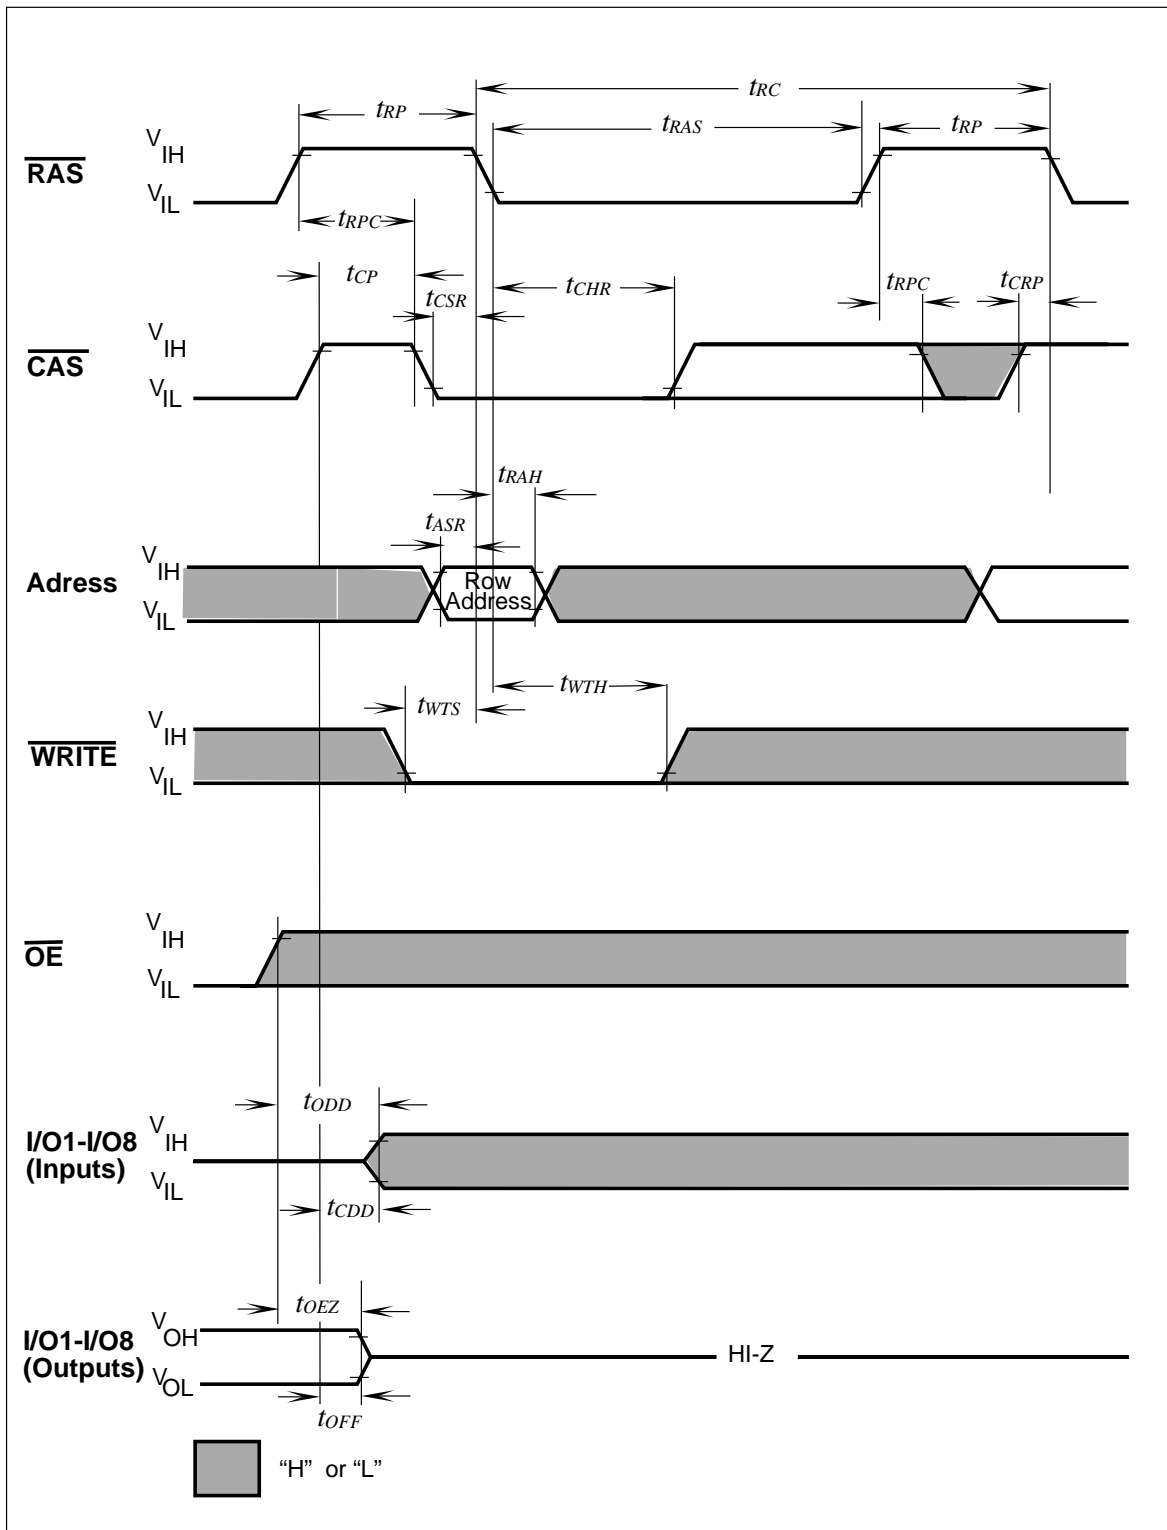 tRC
tRP
tRAS
tRP
RAS
VIH
VIL
tRPC
tCP
tCSR
tCHR
tRPC
tCRP
CAS
VIH
VIL
tRAH
tASR
Adress
VIH
VIL
Row
Address
tWTH
tWTS
WRITE
VIH
VIL
OE
VIH
VIL
tODD
I/O1-I/O8
(Inputs)
VIH
VIL
tCDD
tOEZ
I/O1-I/O8
(Outputs)
VOH
VOL
HI-Z
tOFF
“H” or “L”